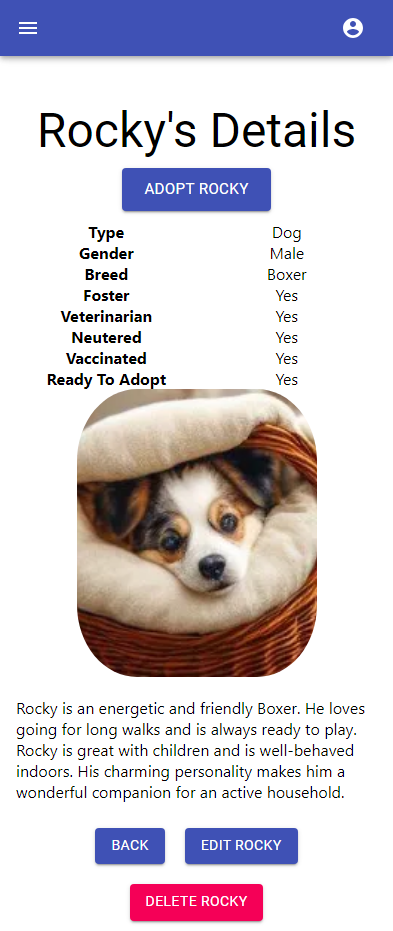 Rocky's Details
ADOPT ROCKY
Type Dog
Gender Male
Breed Boxer
Foster Yes
Veterinarian Yes
Neutered Yes
Vaccinated Yes
Ready To Adopt Yes
Rocky is an energetic and friendly Boxer. He loves
going for long walks and is always ready to play.
Rocky is great with children and is well-behaved
indoors. His charming personality makes him a
wonderful companion for an active household.
BACK EDIT ROCKY
DELETE ROCKY